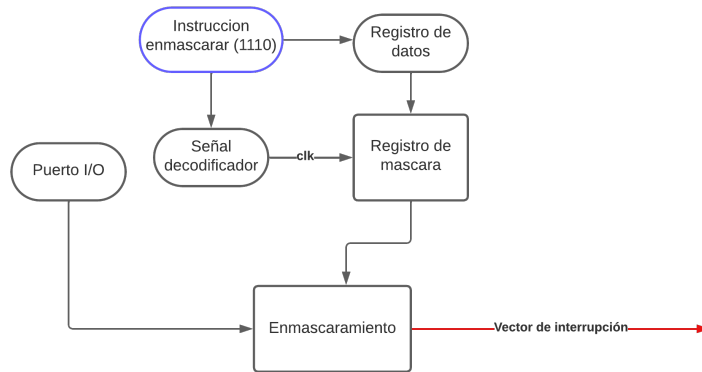 Instruccion
enmascarar (1110)
Registro de
datos
Señal
decodificador
clk
Registro de
mascara
Puerto I/O
Enmascaramiento
Vector de interrupción